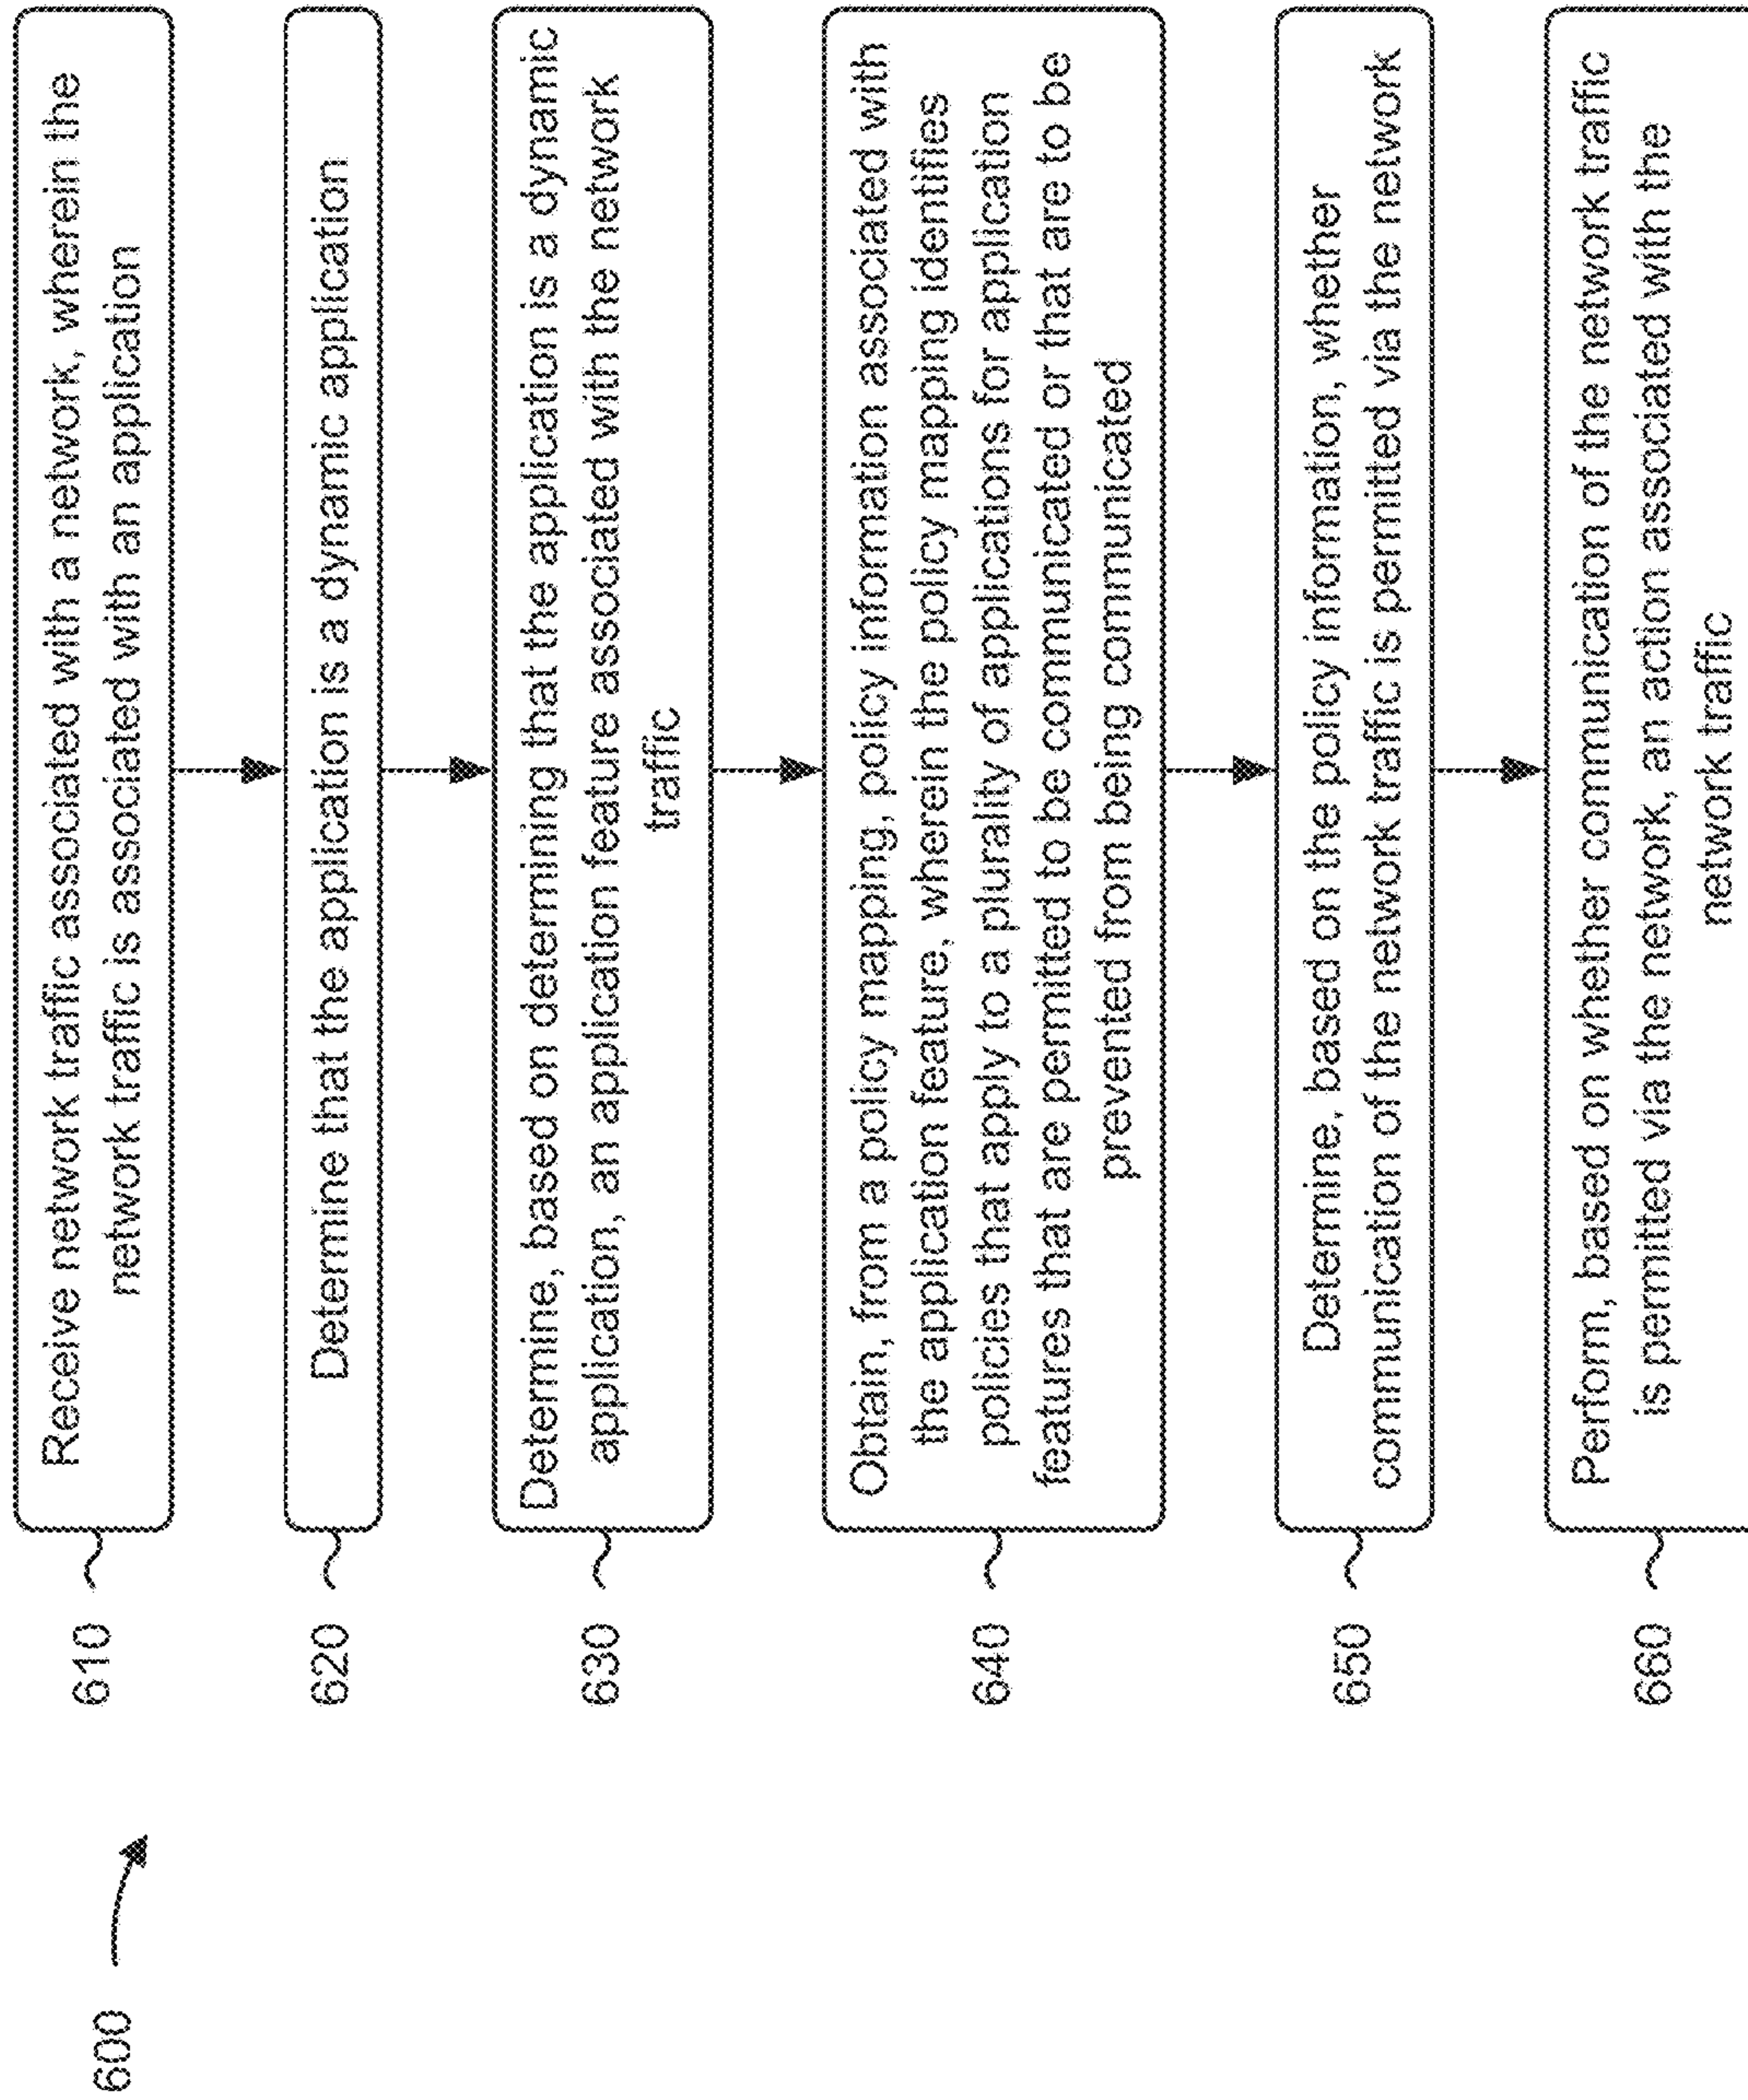 600
610
Receive network traffic associated with a network, wherein the
network traffic is associated with an application
620
Determine that the application is a dynamic application
630
Determine, based on determining that the application is a dynamic
application, an application feature associated with the network
traffic
640
Obtain, from a policy mapping, policy information associated with
the application feature, wherein the policy mapping identifies
policies that apply to a plurality of applications for application
features that are permitted to be communicated or that are to be
prevented from being communicated
650
Determine, based on the policy information, whether
communication of the network traffic is permitted via the network
660
Perform, based on whether communication of the network traffic
is permitted via the network, an action associated with the
network traffic